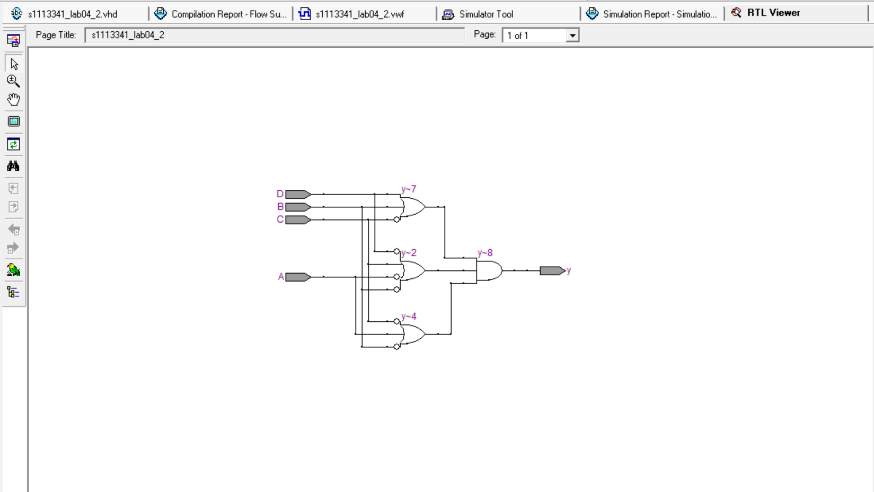 s1113341_lab04_2.vhd Compilation Report - Flow Su... s1113341_lab04_2.vwf Simulator Tool Simulation Report - Simulatio... RTL Viewer
Page Title: s1113341_lab04_2 Page: 1 of 1
D y~7
B
C
y~2 y~8
A y
y~4